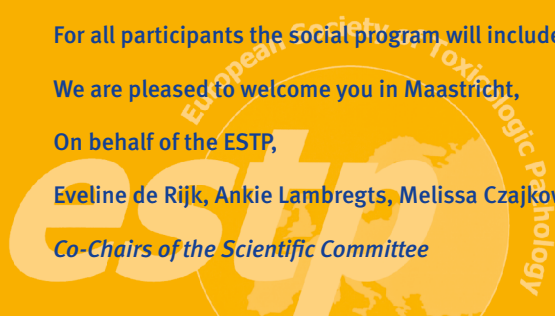 For all participants the social program will include
We are pleased to welcome you in Maastricht,
On behalf of the ESTP,
Eveline de Rijk, Ankie Lambregts, Melissa Czajkow
Co-Chairs of the Scientific Committee
European Society of Toxicologic Pathology
estp